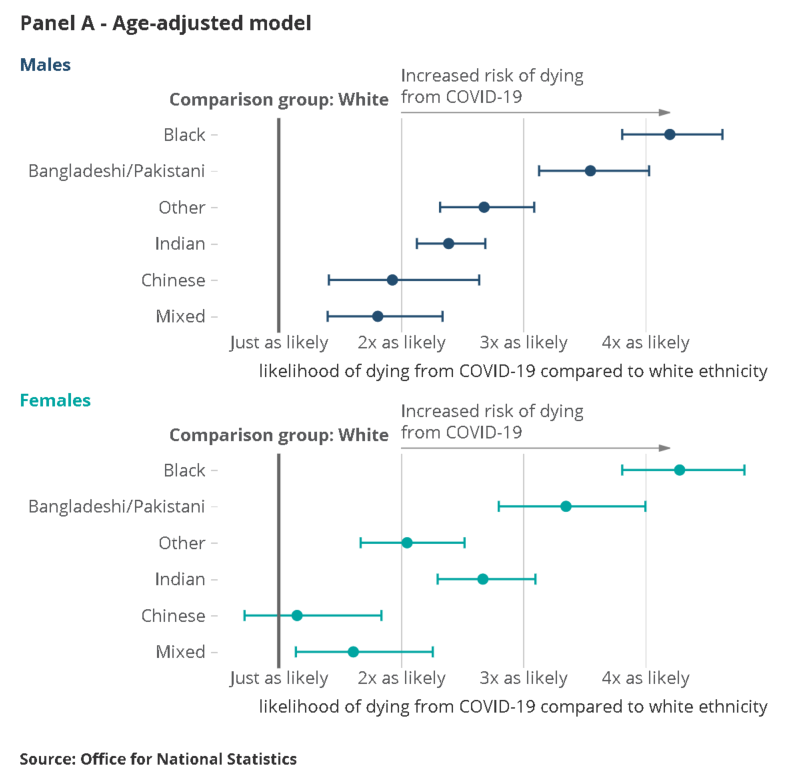 Panel A - Age-adjusted model
Males
Increased risk of dying
from COVID-19
Comparison group: White
Black
Bangladeshi/Pakistani
Other
Indian
Chinese
Mixed
Just as likely 2x as likely 3x as likely 4x as likely
likelihood of dying from COVID-19 compared to white ethnicity
Females
Increased risk of dying
from COVID-19
Comparison group: White
Black
Bangladeshi/Pakistani
Other
Indian
Chinese
Mixed
Just as likely 2x as likely 3x as likely 4x as likely
likelihood of dying from COVID-19 compared to white ethnicity
Source: Office for National Statistics